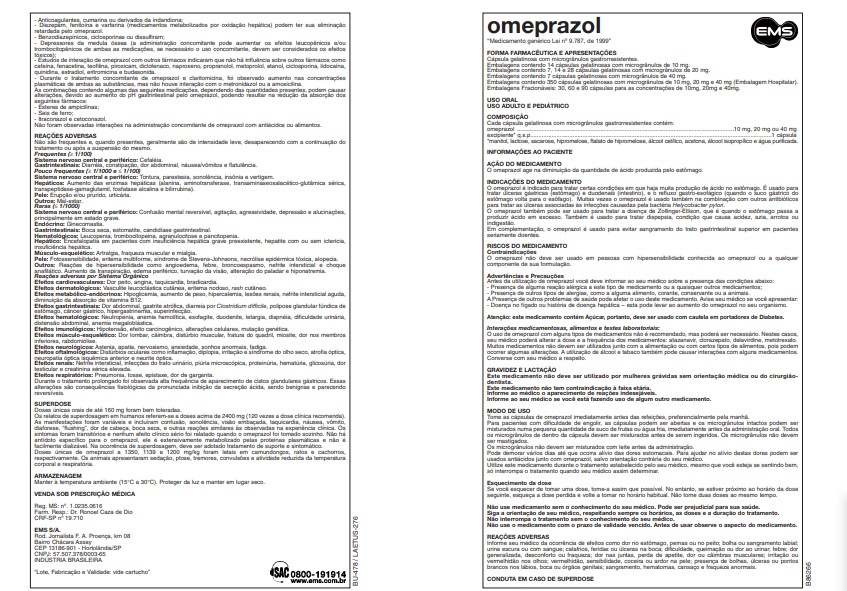 - Anticoagulantes, cumarina ou derivados da indandiona;
- Diazepam, fenitoína e varfarina (medicamentos metabolizados por oxidação hepática) podem ter sua eliminação
retardada pelo omeprazol.
- Benzodiazepínicos, ciclosporinas ou dissulfiram;
- Depressores da medula óssea (a administração concomitante pode aumentar os efeitos leucopênicos e/ou
trombocitopênicos de ambas as medicações, se necessário o uso concomitante, devem ser considerados os efeitos
tóxicos);
- Estudos de interação de omeprazol com outros fármacos indicaram que não há influência sobre outros fármacos como
cafeína, fenacetina, teofilina, piroxicam, diclofenaco, naproxeno, propranolol, metoprolol, etanol, ciclosporina, lidocaína,
quinidina, estradiol, eritromicina e budesonida.
- Durante o tratamento concomitante de omeprazol e claritromicina, foi observado aumento nas concentrações
plasmáticas de ambas as substâncias, mas não houve interação com o metronidazol ou a amoxicilina.
As combinações contendo algumas das seguintes medicações, dependendo das quantidades presentes, podem causar
alterações, devido ao aumento do pH gastrintestinal pelo omeprazol, podendo resultar na redução da absorção dos
seguintes fármacos:
- Ésteres de ampicilinas;
- Sais de ferro;
- Itraconazol e cetoconazol.
Não foram observadas interações na administração concomitante de omeprazol com antiácidos ou alimentos.
REAÇÕES ADVERSAS
Não são frequentes e, quando presentes, geralmente são de intensidade leve, desaparecendo com a continuação do
tratamento ou após a suspensão do mesmo.
Frequentes (≥ 1/100)
Sistema nervoso central e periférico: Cefaléia.
Gastrintestinais: Diarréia, constipação, dor abdominal, náusea/vômitos e flatulência.
Pouco frequentes (≥ 1/1000 e ≤ 1/100)
Sistema nervoso central e periférico: Tontura, parestesia, sonolência, insônia e vertigem.
Hepáticos: Aumento das enzimas hepáticas (alanina, aminotransferase, transaminaseoxalacético-glutâmica sérica,
transpeptidase-gamaglutamil, fosfatase alcalina e bilirrubina).
Pele: Erupção e/ou prurido, urticária.
Outros: Mal-estar.
Raras (≤ 1/1000)
Sistema nervoso central e periférico: Confusão mental reversível, agitação, agressividade, depressão e alucinações,
principalmente em estado grave.
Endócrino: Ginecomastia.
Gastrintestinais: Boca seca, estomatite, candidíase gastrintestinal.
Hematológicos: Leucopenia, trombocitopenia, agranulocitose e pancitopenia.
Hepático: Encefalopatia em pacientes com insuficiência hepática grave preexistente, hepatite com ou sem icterícia,
insuficiência hepática.
Músculo-esquelético: Artralgia, fraqueza muscular e mialgia.
Pele: Fotossensibilidade, eritema multiforme, síndrome de Stevens-Johnsons, necrólise epidérmica tóxica, alopecia.
Outros: Reações de hipersensibilidade como angioedema, febre, broncoespasmo, nefrite intersticial e choque
anafilático. Aumento da transpiração, edema periférico, turvação da visão, alteração do paladar e hiponatremia.
Reações adversas por Sistema Orgânico
Efeitos cardiovasculares: Dor peito, angina, taquicardia, bradicardia.
Efeitos dermatológicos: Vasculite leucoclástica cutânea, eritema nodoso, rash cutâneo.
Efeitos metabólico-endócrinos: Hipoglicemia, aumento de peso, hipercalemia, lesões renais, nefrite intersticial aguda,
diminuição da absorção de vitamina B12.
Efeitos gastrintestinais: Dor abdominal, gastrite atrófica, diarreia por Clostridium difficile, polipose glandular fúndica de
estômago, câncer gástrico, hipergastrinemia, superinfecção.
Efeitos hematológicos: Neutropenia, anemia hemolítica, esofagite, duodenite, letargia, dispnéia, dificuldade urinária,
distensão abdominal, anemia megaloblástica.
Efeitos imunológicos: Hipotensão, efeito carcinogênico, alterações celulares, mutação genética.
Efeitos músculo-esquelético: Dor lombar, câimbra, distúrbio muscular, fratura do quadril, miosite, dor nos membros
inferiores, rabdomiólise.
Efeitos neurológicos: Astenia, apatia, nervosismo, ansiedade, sonhos anormais, fadiga.
Efeitos oftalmológicos: Distúrbios oculares como inflamação, diplopia, irritação e síndrome do olho seco, atrofia óptica,
neuropatia óptica isquêmica anterior e neurite óptica.
Efeitos renais: Nefrite intersticial, infecções do trato urinário, piúria microscópica, proteinúria, hematúria, glicosúria, dor
testicular e creatinina sérica elevada.
Efeitos respiratórios: Pneumonia, tosse, epistaxe, dor de garganta.
Durante o tratamento prolongado foi observada alta frequência de aparecimento de cistos glandulares gástricos. Essas
alterações são consequências fisiológicas da pronunciada inibição da secreção ácida, sendo benignas e parecendo
reversíveis.
SUPERDOSE
Doses únicas orais de até 160 mg foram bem toleradas.
Os relatos de superdosagem em humanos referem-se a doses acima de 2400 mg (120 vezes a dose clínica recomend).
As manifestações foram variáveis e incluíram confusão, sonolência, visão embaçada, taquicardia, náusea, vômito,
diaforese, "flushing", dor de cabeça, boca seca, e outras reações similares às observadas na experiência clínica. Os
sintomas foram transitórios e nenhum efeito clínico sério foi relatado quando o omeprazol foi tomado sozinho. Não há
antídoto específico para o omeprazol, ele é extensivamente metabolizado pelas proteínas plasmáticas e não é
facilmente dializável. Na ocorrência de superdosagem, deve ser adotado tratamento de suporte e sintomático.
Doses únicas de omeprazol a 1350, 1139 e 1200 mg/kg foram letais em camundongos, ratos e cachorros,
respectivamente. Os animais apresentaram sedação, ptose, tremores, convulsões e atividade reduzida da temperatura
corporal e respiratória.
ARMAZENAGEM
Manter à temperatura ambiente (15°C e 30°C). Proteger da luz e manter em lugar seco.
VENDA SOB PRESCRIÇÃO MÉDICA
Reg. MS: nº. 1.0235.0616
Farm. Resp.: Dr. Ronoel Caza de Dio
CRF-SP nº 19.710
EMS S/A.
Rod. Jornalista F. A. Proença, km 08
Bairro Chácara Assay
CEP 13186-901 - Hortolândia/SP
CNPJ: 57.507.378/0003-65
INDÚSTRIA BRASILEIRA
"Lote, Fabricação e Validade: vide cartucho"
SAC 0800-191914
www.ems.com.br
BU-478 / LAETUS-276
omeprazol
"Medicamento genérico Lei nº 9.787, de 1999"
EMS
FORMA FARMACÊUTICA E APRESENTAÇÕES
Cápsula gelatinosas com microgrânulos gastrorresistentes.
Embalagens contendo 14 cápsulas gelatinosas com microgrânulos de 10 mg.
Embalagens contendo 7, 14 e 28 cápsulas gelatinosas com microgrânulos de 20 mg.
Embalagens contendo 7 cápsulas gelatinosas com microgrânulos de 40 mg.
Embalagens contendo 350 cápsulas gelatinosas com microgrânulos de 10 mg, 20 mg e 40 mg (Embalagem Hospitalar).
Embalagens Fracionáveis: 30, 60 e 90 cápsulas para as concentrações de 10mg, 20mg e 40mg.
USO ORAL
USO ADULTO E PEDIÁTRICO
COMPOSIÇÃO
Cada cápsula gelatinosas com microgrânulos gastrorresistentes contém:
omeprazol ................10 mg, 20 mg ou 40 mg
excipiente* q.s.p................1 cápsula
*manitol, lactose, sacarose, hipromelose, ftalato de hipromelose, álcool cetílico, acetona, álcool isopropílico e água purificada.
INFORMAÇÕES AO PACIENTE
AÇÃO DO MEDICAMENTO
O omeprazol age na diminuição da quantidade de ácido produzida pelo estômago.
INDICAÇÕES DO MEDICAMENTO
O omeprazol é indicado para tratar certas condições em que haja muita produção de ácido no estômago. É usado para
tratar úlceras gástricas (estômago) e duodenais (intestino), e o refluxo gastro-esofágico (quando o suco gástrico do
estômago volta para o esôfago). Muitas vezes o omeprazol é usado também na combinação com outros antibióticos
para tratar as úlceras associadas às infecções causadas pela bactéria Helicobacter pylori.
O omeprazol também pode ser usado para tratar a doença de Zollinger-Ellison, que é quando o estômago passa a
produzir ácido em excesso. Também é usado para tratar dispepsia, condição que causa acidez, azia, arrotos ou
indigestão.
Em complementação, o omeprazol é usado para evitar sangramento do trato gastrintestinal superior em pacientes
seriamente doentes.
RISCOS DO MEDICAMENTO
Contraindicações
O omeprazol não deve ser usado em pessoas com hipersensibilidade conhecida ao omeprazol ou a qualquer
componente de sua formulação.
Advertências e Precauções
Antes da utilização de omeprazol você deve informar ao seu médico sobre a presença das condições abaixo:
- Presença de alguma reação alérgica a este tipo de medicamento ou a quaisquer outros medicamentos;
- Presença de outros tipos de alergias, como a algum alimento, corante, conservante ou a animais.
A Presença de outros problemas de saúde pode afetar o uso deste medicamento. Avise seu médico se você apresentar:
- Doença no fígado ou história de doença hepática – esta pode levar ao aumento do omeprazol no seu organismo.
Atenção: este medicamento contém Açúcar, portanto, deve ser usado com cautela em portadores de Diabetes.
Interações medicamentosas, alimentos e testes laboratoriais:
O uso de omeprazol com alguns tipos de medicamentos não é recomendado, mas poderá ser necessário. Nestes casos,
seu médico poderá alterar a dose e a frequência dos medicamentos: atazanavir, clorazepato, delavirdine, metotrexato.
Muitos medicamentos não devem ser utilizados junto com a alimentação ou com certos tipos de alimentos, pois podem
ocorrer algumas alterações. A utilização de álcool e tabaco também pode causar interações com alguns medicamentos.
Converse com seu médico a respeito.
GRAVIDEZ E LACTAÇÃO
Este medicamento não deve ser utilizado por mulheres grávidas sem orientação médica ou do cirurgião-
dentista.
Este medicamento não tem contraindicação à faixa etária.
Informe ao médico o aparecimento de reações indesejáveis.
Informe ao seu médico se você está fazendo uso de algum outro medicamento.
MODO DE USO
Tome as cápsulas de omeprazol imediatamente antes das refeições, preferencialmente pela manhã.
Para pacientes com dificuldade de engolir, as cápsulas podem ser abertas e os microgrânulos intactos podem ser
misturados numa pequena quantidade de suco de frutas ou água fria, imediatamente antes da administração oral. Todos
os microgrânulos de dentro da cápsula devem ser misturados antes de serem ingeridos. Os microgrânulos não devem
ser mastigados.
Os microgrânulos não devem ser misturados com leite antes da administração.
Pode demorar vários dias até que ocorra alívio das dores estomacais. Para ajudar no alívio destas dores podem ser
usados antiácidos junto com omeprazol, salvo orientação contrária do seu médico.
Utilize este medicamento durante o tratamento estabelecido pelo seu médico, mesmo que você esteja se sentindo bem,
só interrompa o tratamento quando seu médico assim determinar.
Esquecimento da dose
Se você esquecer de tomar uma dose, tome-a assim que possível. No entanto, se estiver próximo ao horário da dose
seguinte, esqueça a dose perdida e volte a tomar no horário habitual. Não tome duas doses ao mesmo tempo.
Não use medicamento sem o conhecimento do seu médico. Pode ser perigoso para sua saúde.
Siga a orientação de seu médico, respeitando sempre os horários, as doses e a duração do tratamento.
Não interrompa o tratamento sem o conhecimento do seu médico.
Não use o medicamento com o prazo de validade vencido. Antes de usar observe o aspecto do medicamento.
REAÇÕES ADVERSAS
Informe seu médico da ocorrência de efeitos como dor no estômago, pernas ou no peito; bolha ou sangramento labial;
urina escura ou com sangue; calafrios, feridas ou úlceras na boca; dificuldade, queimação ou dor ao urinar; febre; dor
generalizada, desconforto ou fraqueza; dor nas juntas, perda de apetite, dor ou câimbras musculares; irritação ou
vermelhidão nos olhos; vermelhidão, sensibilidade, coceira ou ardor na pele; presença de bolhas, úlceras ou pontos
brancos nos lábios, boca ou órgãos genitais; sangramento, hematomas, cansaço e fraqueza anormais.
CONDUTA EM CASO DE SUPERDOSE
B86266